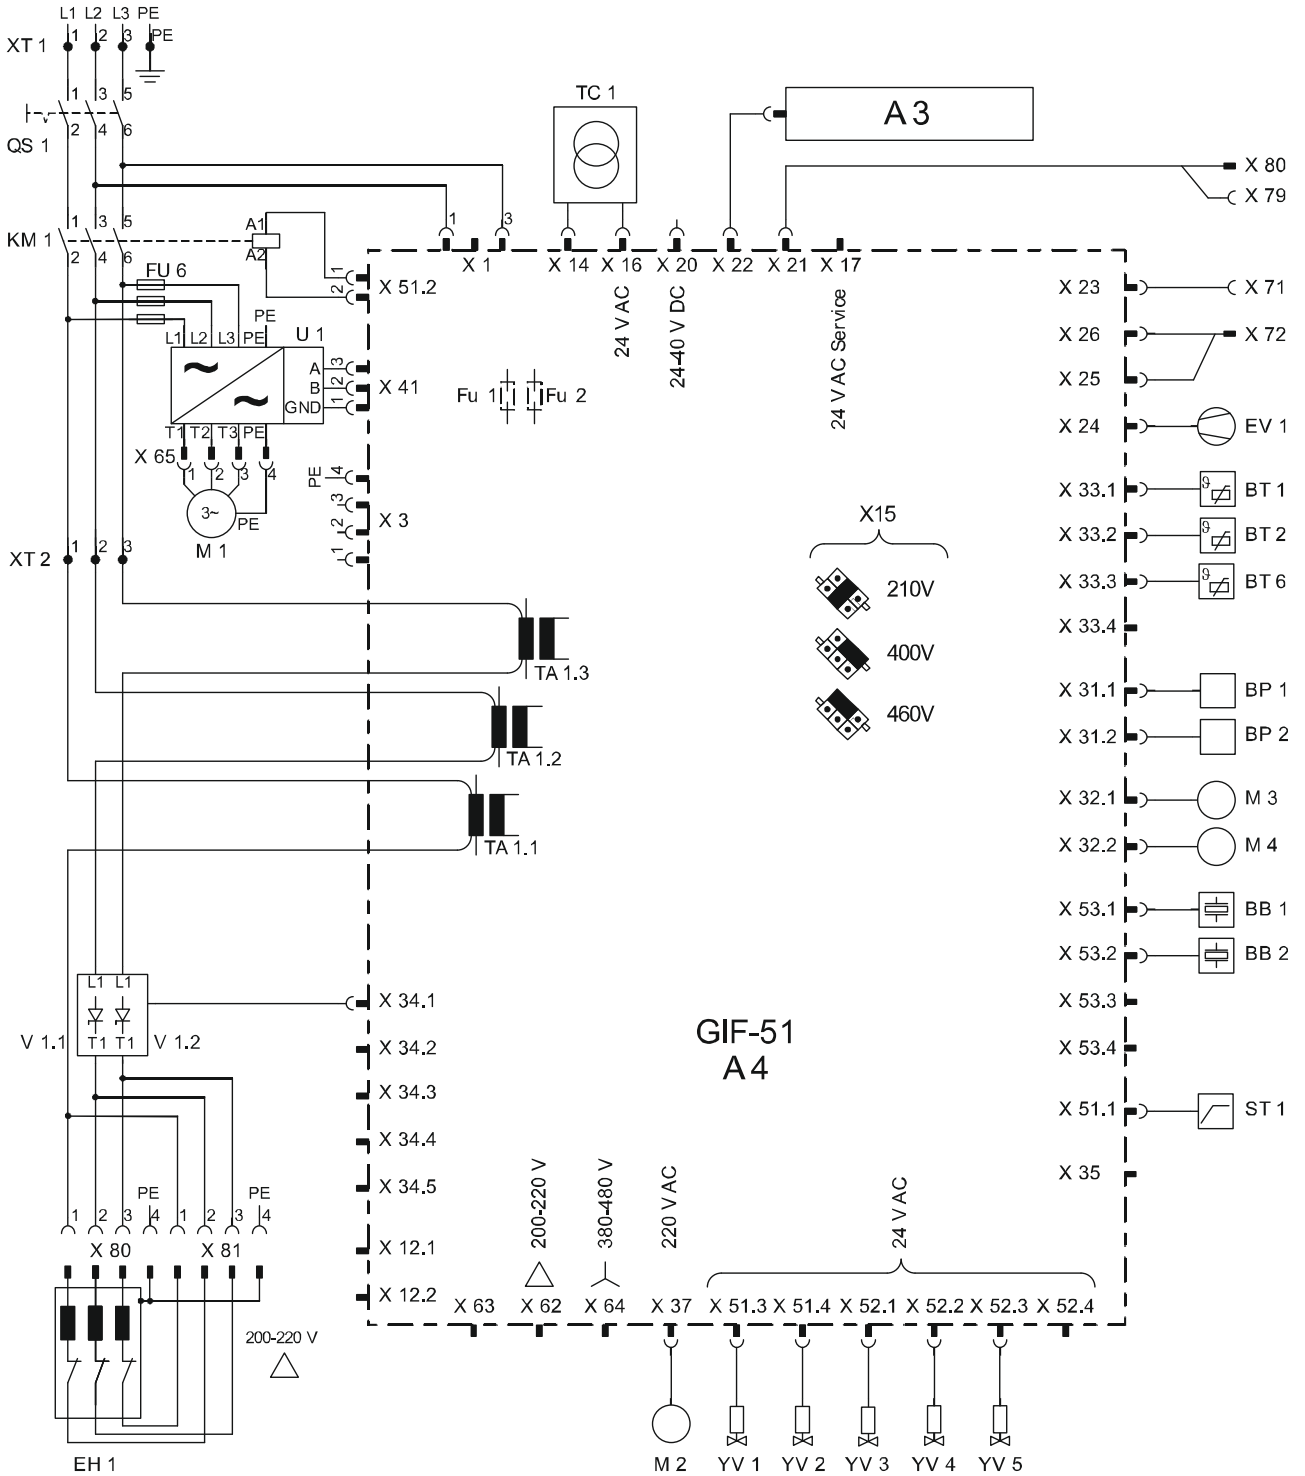 L1 L2 L3 PE
XT 1 1 2 3 PE
1 3 5
QS 1 2 4 6
TC 1
A 3
X 80
X 79
KM 1 1 3 5 A1
2 4 6 A2
1 3
X 1 X 14 X 16 X 20 X 22 X 21 X 17
24 V AC
24-40 V DC
24 V AC Service
FU 6
1
2 X 51.2
L1 L2 L3 PE PE U 1
A 3
B 2 X 41
GND 1
T1 T2 T3 PE
X 65 1 2 3 4
3~ PE
M 1
Fu 1 Fu 2
PE 4
3 X 3
2
1
XT 2 1 2 3
X15
210V
400V
460V
TA 1.3
TA 1.2
TA 1.1
X 23 X 71
X 26 X 72
X 25
X 24 EV 1
X 33.1 ϑ BT 1
X 33.2 ϑ BT 2
X 33.3 ϑ BT 6
X 33.4
X 31.1 BP 1
X 31.2 BP 2
X 32.1 M 3
X 32.2 M 4
X 53.1 BB 1
X 53.2 BB 2
X 53.3
X 53.4
X 51.1 ST 1
X 35
L1 L1
V 1.1 T1 T1 V 1.2
X 34.1
X 34.2
X 34.3
X 34.4
X 34.5
X 12.1
X 12.2
GIF-51
A 4
PE PE
1 2 3 4 1 2 3 4
X 80 X 81
200-220 V
EH 1
200-220 V
380-480 V
220 V AC
24 V AC
X 63 X 62 X 64 X 37 X 51.3 X 51.4 X 52.1 X 52.2 X 52.3 X 52.4
M 2 YV 1 YV 2 YV 3 YV 4 YV 5